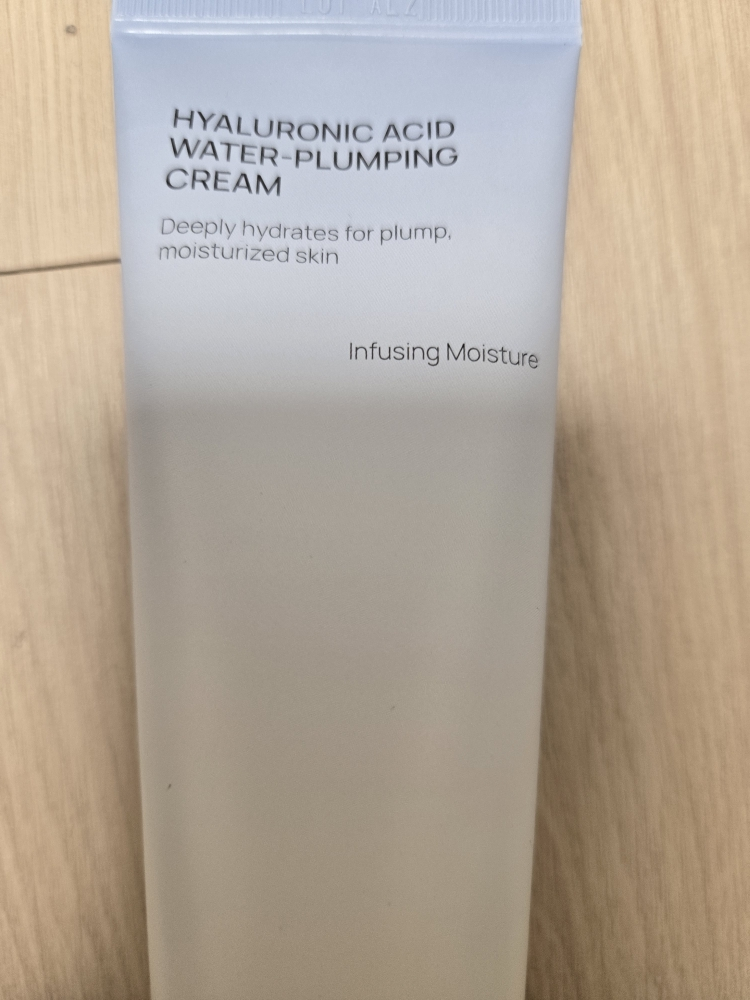 HYALURONIC ACID
WATER-PLUMPING
CREAM
Deeply hydrates for plump,
moisturized skin
Infusing Moisture